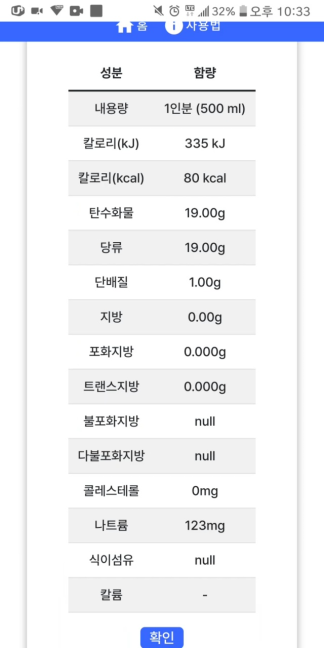 32% 오후 10:33
홈 사용법
성분 함량
내용량 1인분 (500 ml)
칼로리(kJ) 335 kJ
칼로리(kcal) 80 kcal
탄수화물 19.00g
당류 19.00g
단배질 1.00g
지방 0.00g
포화지방 0.000g
트랜스지방 0.000g
불포화지방 null
다불포화지방 null
콜레스테롤 0mg
나트륨 123mg
식이섬유 null
칼륨 -
확인